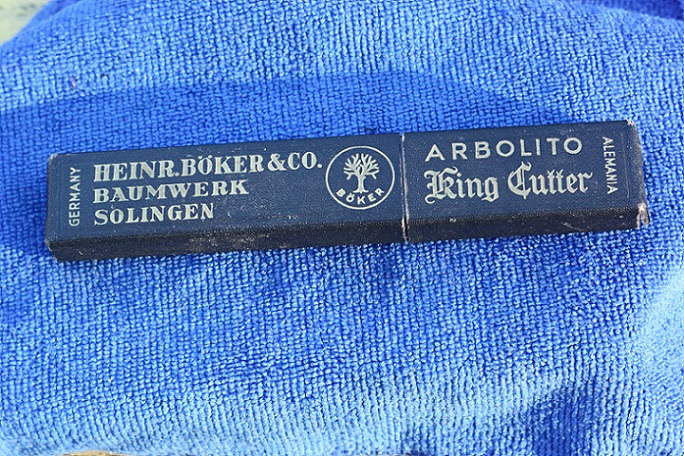 GERMANY
HEINR. BÖKER & CO.
BAUMWERK
SOLINGEN
BÖKER
ARBOLITO
King Cutter
ALEMANIA